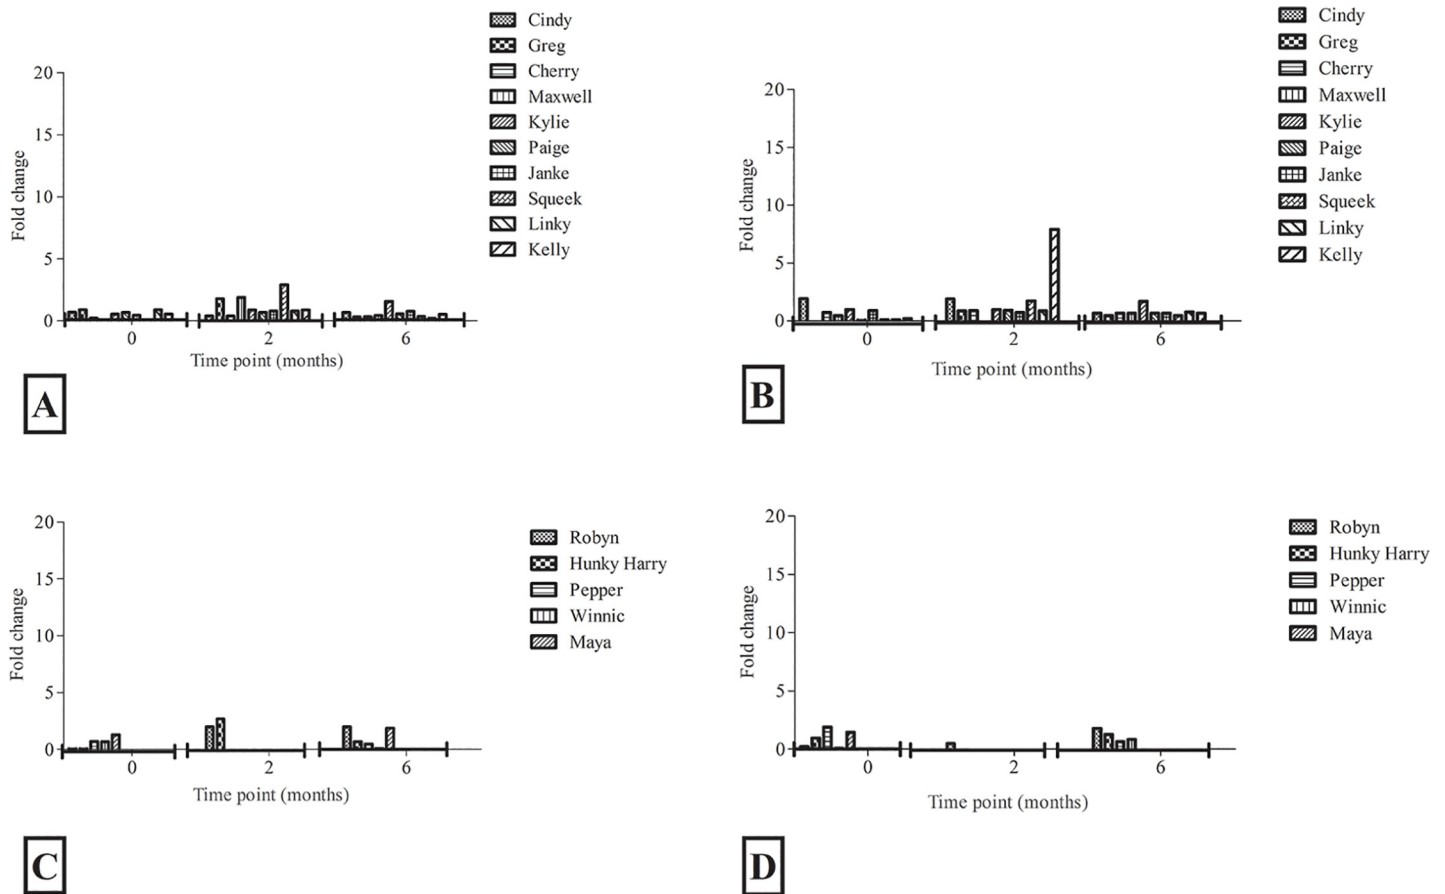 Cindy
Greg
Cherry
Maxwell
Kylie
Paige
Janke
Squeek
Linky
Kelly
20
15
10
5
0
Fold change
0 2 6
Time point (months)
A
Cindy
Greg
Cherry
Maxwell
Kylie
Paige
Janke
Squeek
Linky
Kelly
20
15
10
5
0
Fold change
0 2 6
Time point (months)
B
Robyn
Hunky Harry
Pepper
Winnic
Maya
20
15
10
5
0
Fold change
0 2 6
Time point (months)
C
Robyn
Hunky Harry
Pepper
Winnic
Maya
20
15
10
5
0
Fold change
0 2 6
Time point (months)
D